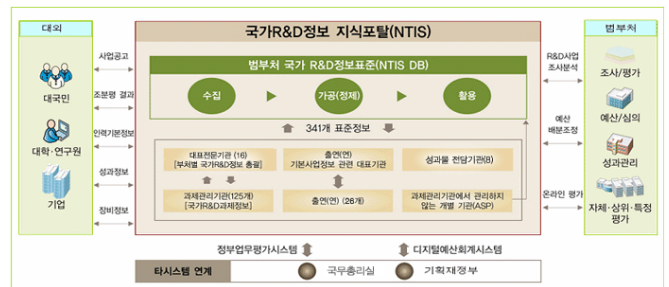 대외
국가R&D정보 지식포탈(NTIS)
범부처
사업공고
조분평 결과
인력기본정보
성과정보
장비정보
대국민
대학·연구원
기업
범부처 국가 R&D정보표준(NTIS DB)
수집
가공(정제)
활용
341개 표준정보
대표전문기관 (16)
[부처별 국가R&D정보 총괄]
출연(연)
기본사업정보 관련 대표기관
성과물 전담기관(8)
과제관리기관(125개)
[국가R&D과제정보]
출연(연) (26개)
과제관리기관에서 관리하지
않는 개별 기관(ASP)
R&D사업
조사분석
예산
배분조정
온라인 평가
조사/평가
예산/심의
성과관리
자체·상위·특정
평가
정부업무평가시스템
디지털예산회계시스템
타시스템 연계
국무총리실
기획재정부